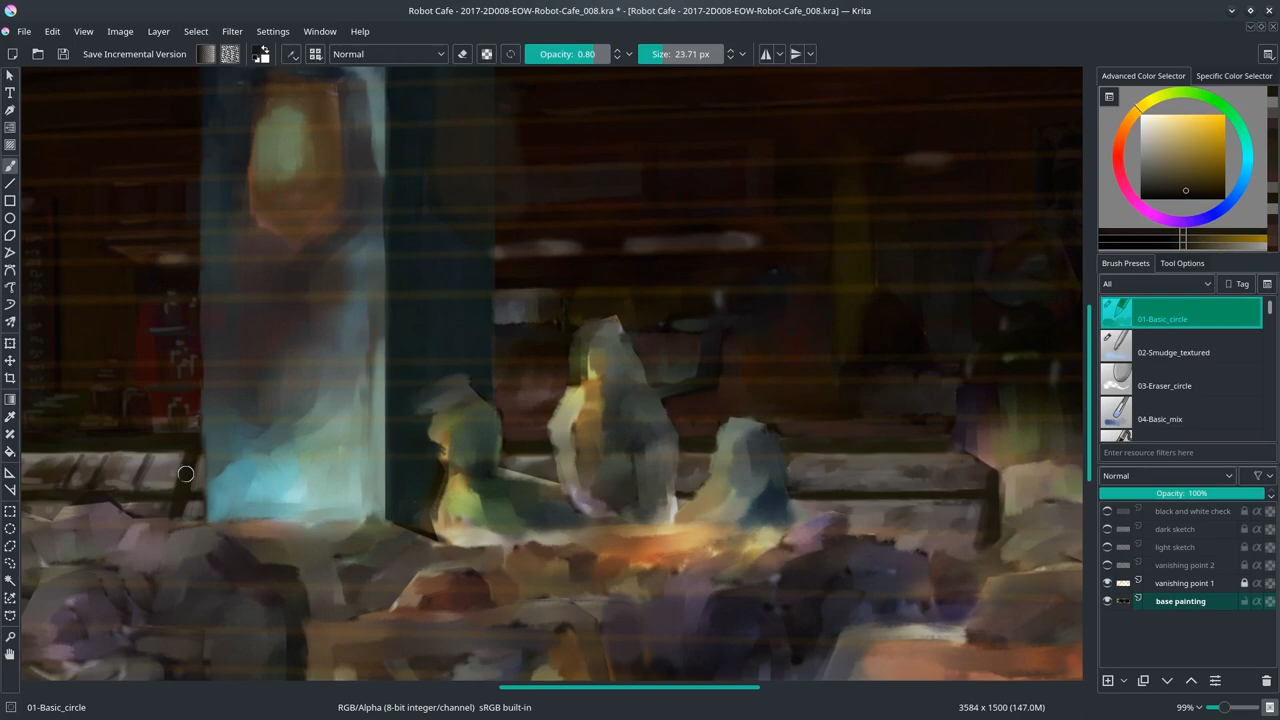 Robot Cafe - 2017-2D008-EOW-Robot-Cafe_008.kra * - [Robot Cafe - 2017-2D008-EOW-Robot-Cafe_008.kra] — Krita
File Edit View Image Layer Select Filter Settings Window Help
Save Incremental Version Normal Opacity: 0.80 Size: 23.71 px
Advanced Color Selector Specific Color Selector
Brush Presets Tool Options
All Tag
01-Basic_circle
02-Smudge_textured
03-Eraser_circle
04-Basic_mix
Enter resource filters here
Normal
Opacity: 100%
black and white check
dark sketch
light sketch
vanishing point 2
vanishing point 1
base painting
01-Basic_circle RGB/Alpha (8-bit integer/channel) sRGB built-in 3584 x 1500 (147.0M) 99%